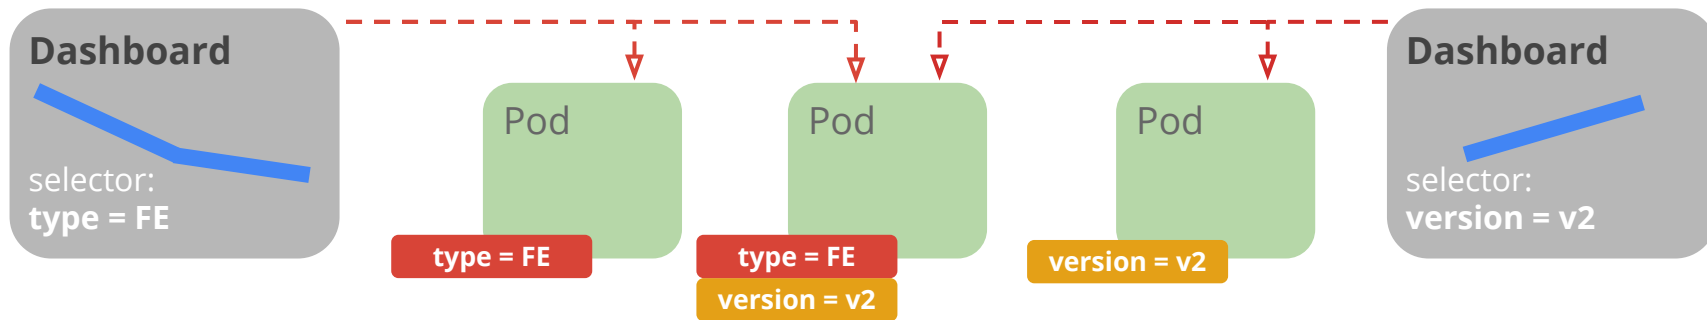 Dashboard
selector:
type = FE
Pod
type = FE
Pod
type = FE
version = v2
Pod
version = v2
Dashboard
selector:
version = v2